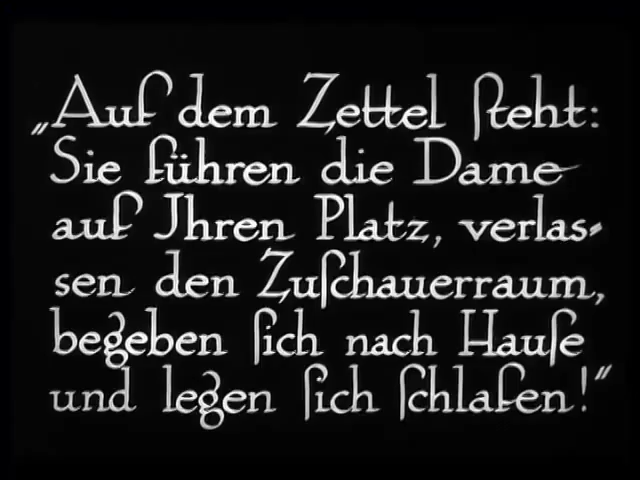 „Auf dem Zettel steht:
Sie führen die Dame
auf Jhren Platz, verlas-
sen den Zuſchauerraum,
begeben ſich nach Hauſe
und legen ſich ſchlafen!“